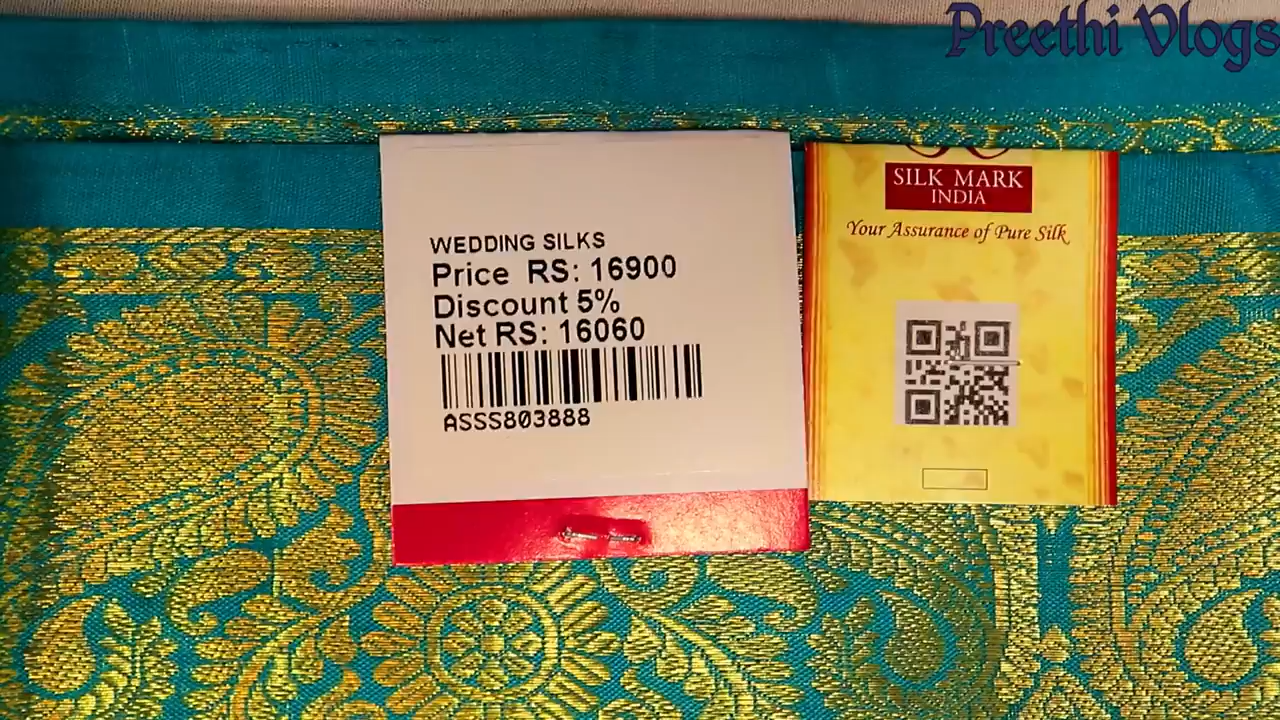 Preethi Vlogs
WEDDING SILKS
Price RS: 16900
Discount 5%
Net RS: 16060
ASSS803888
SILK MARK
INDIA
Your Assurance of Pure Silk